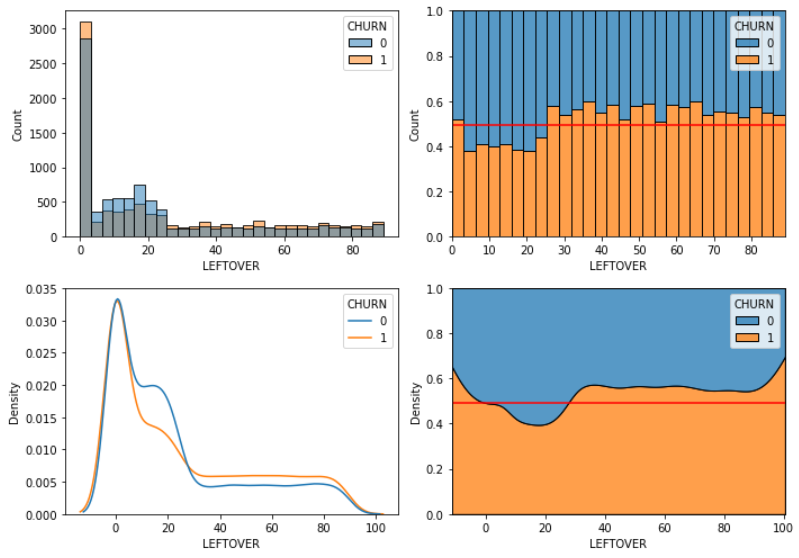 CHURN
0
1
Count
3000
2500
2000
1500
1000
500
0
0 20 40 60 80
LEFTOVER
CHURN
0
1
Count
1.0
0.8
0.6
0.4
0.2
0.0
0 10 20 30 40 50 60 70 80
LEFTOVER
CHURN
0
1
Density
0.035
0.030
0.025
0.020
0.015
0.010
0.005
0.000
0 20 40 60 80 100
LEFTOVER
CHURN
0
1
Density
1.0
0.8
0.6
0.4
0.2
0.0
0 20 40 60 80 100
LEFTOVER